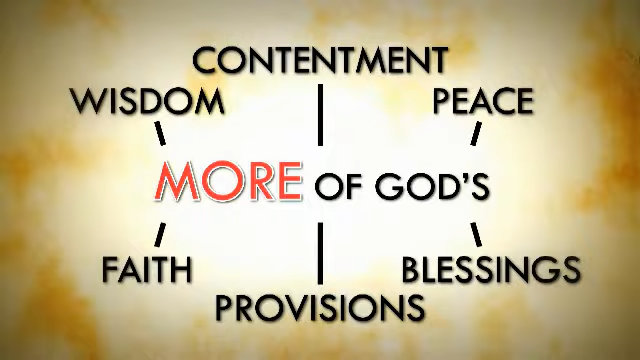 CONTENTMENT
WISDOM
PEACE
MORE OF GOD'S
FAITH
BLESSINGS
PROVISIONS